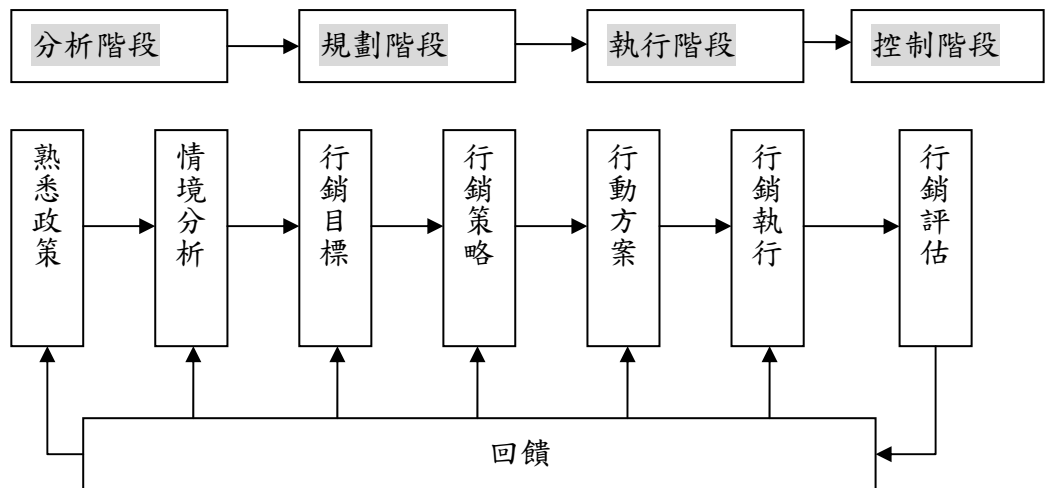 分析階段
規劃階段
執行階段
控制階段
熟悉政策
情境分析
行銷目標
行銷策略
行動方案
行銷執行
行銷評估
回饋